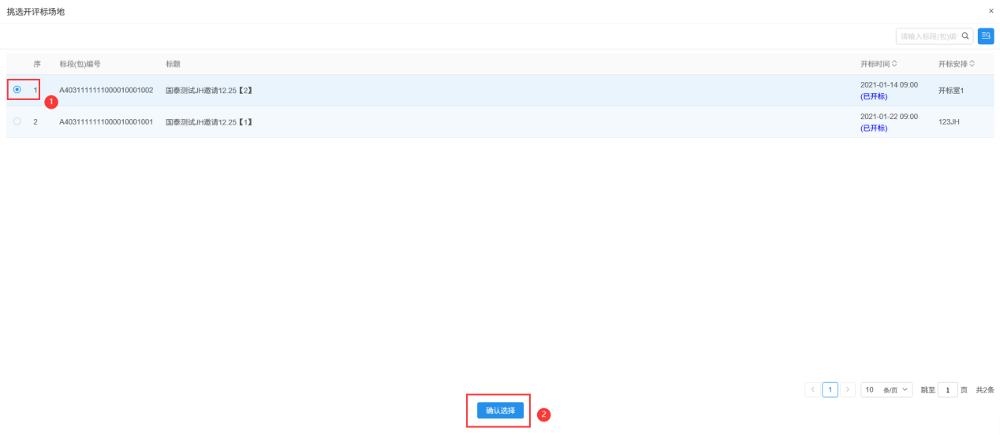 挑选开评标场地 ×
请输入标段(包)编
序 标段(包)编号 标题 开标时间 开标安排
1 A4031111111000010001002 国泰测试JH邀请12.25【2】 2021-01-14 09:00 (已开标) 开标室1
1
2 A4031111111000010001001 国泰测试JH邀请12.25【1】 2021-01-22 09:00 (已开标) 123JH
1 10 条/页 跳至 1 页 共2条
确认选择 2